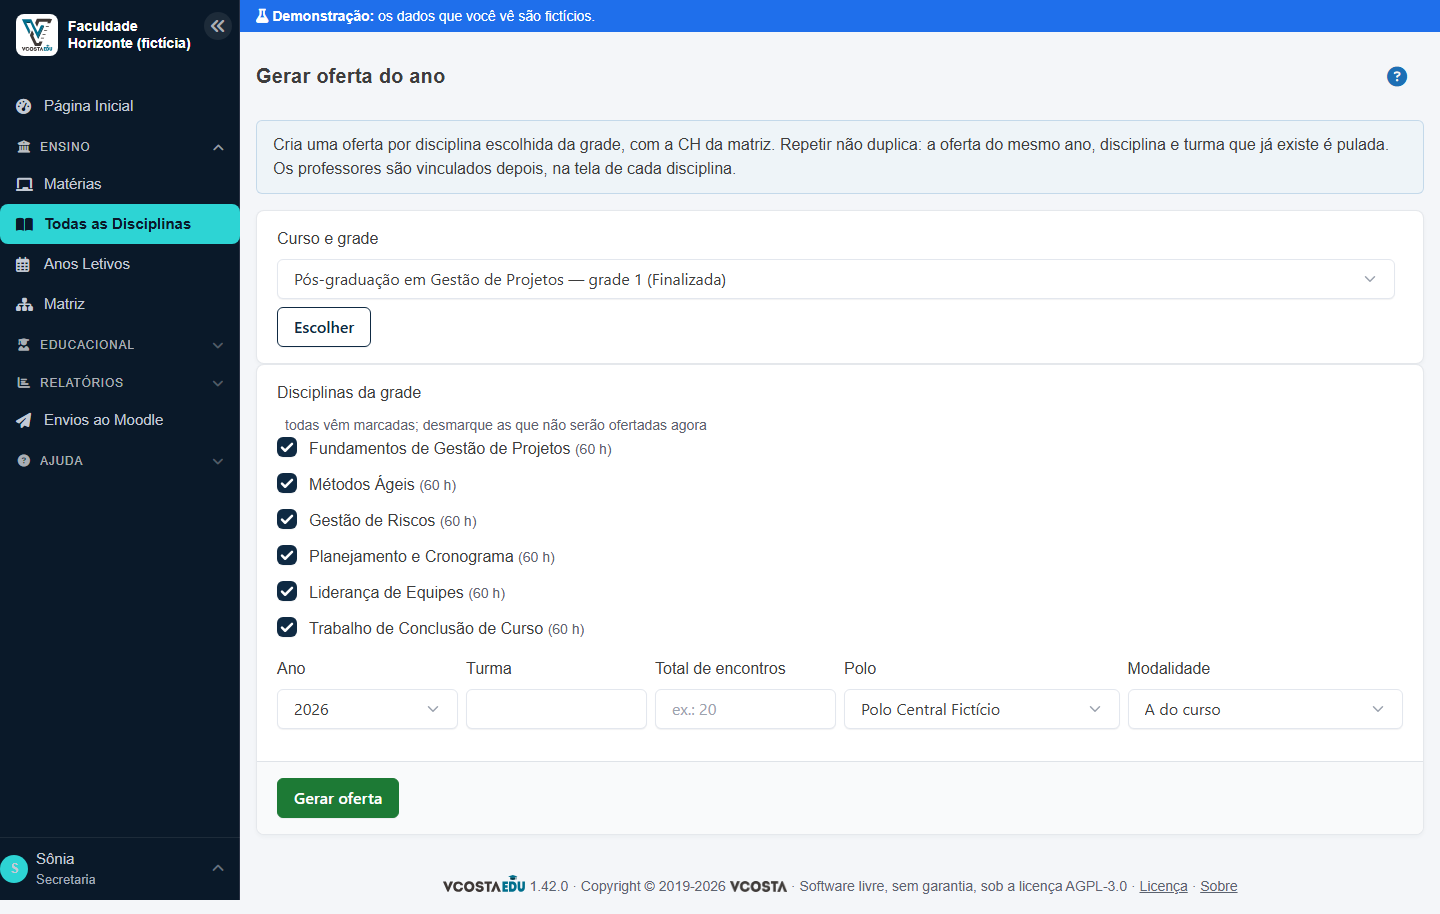 Faculdade
Horizonte (fictícia)
VCOSTAEDU
Demonstração: os dados que você vê são fictícios.
Página Inicial
ENSINO
Matérias
Todas as Disciplinas
Anos Letivos
Matriz
EDUCACIONAL
RELATÓRIOS
Envios ao Moodle
AJUDA
S
Sônia
Secretaria
Gerar oferta do ano
?
Cria uma oferta por disciplina escolhida da grade, com a CH da matriz. Repetir não duplica: a oferta do mesmo ano, disciplina e turma que já existe é pulada.
Os professores são vinculados depois, na tela de cada disciplina.
Curso e grade
Pós-graduação em Gestão de Projetos — grade 1 (Finalizada)
Escolher
Disciplinas da grade
todas vêm marcadas; desmarque as que não serão ofertadas agora
Fundamentos de Gestão de Projetos (60 h)
Métodos Ágeis (60 h)
Gestão de Riscos (60 h)
Planejamento e Cronograma (60 h)
Liderança de Equipes (60 h)
Trabalho de Conclusão de Curso (60 h)
Ano Turma Total de encontros Polo Modalidade
2026 ex.: 20 Polo Central Fictício A do curso
Gerar oferta
VCOSTAEDU 1.42.0 · Copyright © 2019-2026 VCOSTA · Software livre, sem garantia, sob a licença AGPL-3.0 · Licença · Sobre